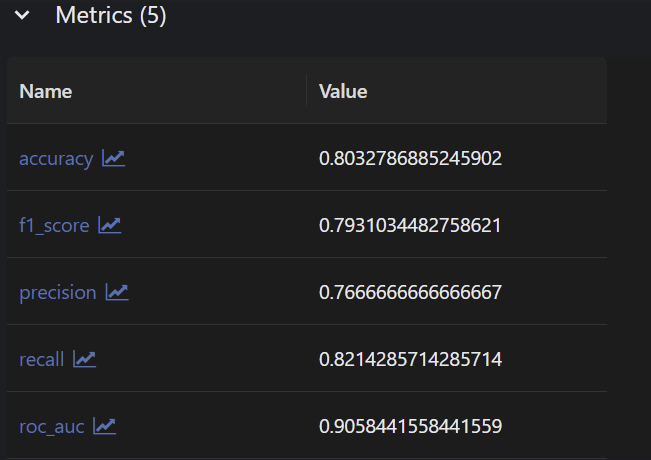 Metrics (5)
Name Value
accuracy 0.8032786885245902
f1_score 0.7931034482758621
precision 0.7666666666666667
recall 0.8214285714285714
roc_auc 0.9058441558441559